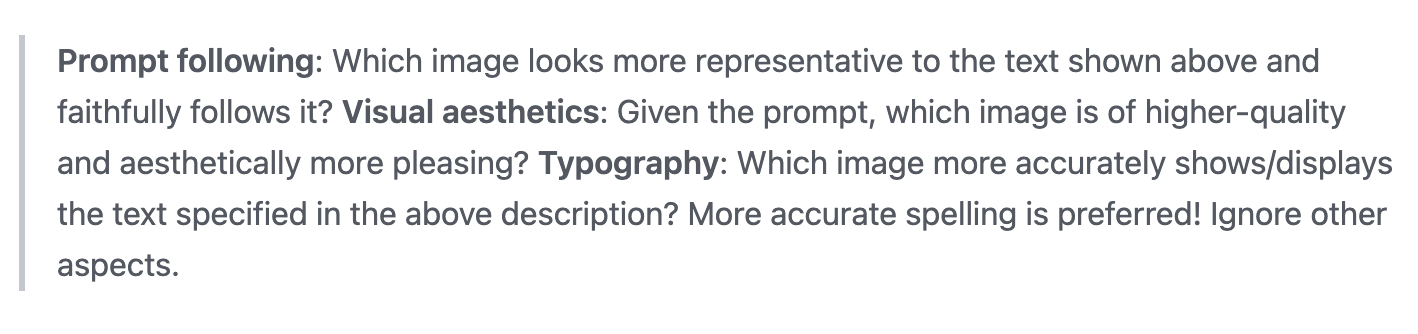 Prompt following: Which image looks more representative to the text shown above and
faithfully follows it? Visual aesthetics: Given the prompt, which image is of higher-quality
and aesthetically more pleasing? Typography: Which image more accurately shows/displays
the text specified in the above description? More accurate spelling is preferred! Ignore other
aspects.